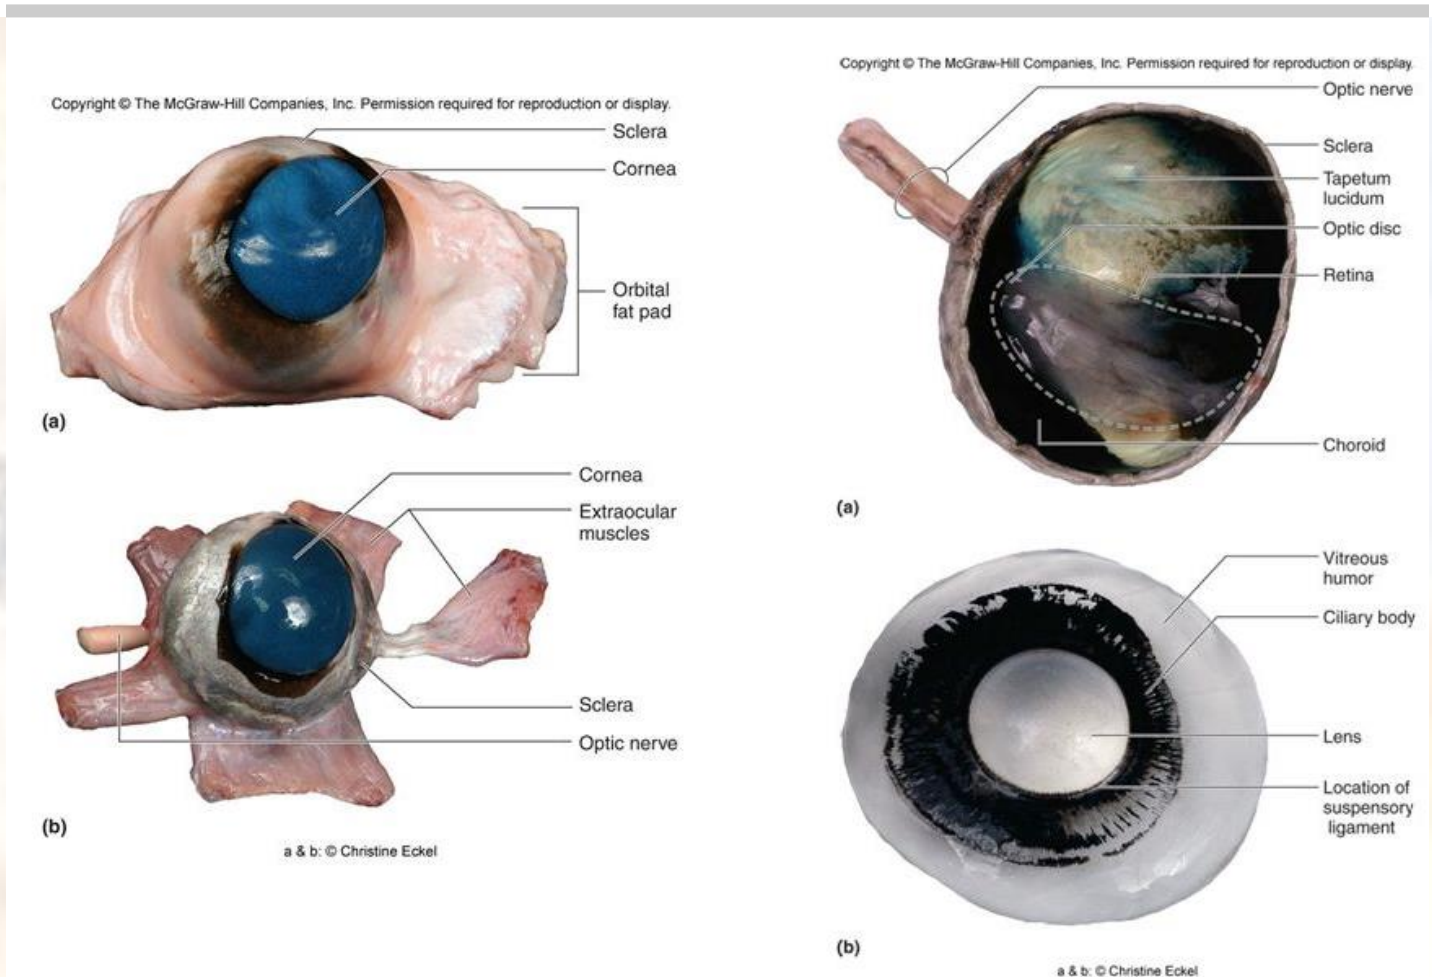 Copyright © The McGraw-Hill Companies, Inc. Permission required for reproduction or display.
Sclera
Cornea
Orbital
fat pad
(a)
Cornea
Extraocular
muscles
Sclera
Optic nerve
(b)
a & b: © Christine Eckel
Copyright © The McGraw-Hill Companies, Inc. Permission required for reproduction or display.
Optic nerve
Sclera
Tapetum
lucidum
Optic disc
Retina
Choroid
(a)
Vitreous
humor
Ciliary body
Lens
Location of
suspensory
ligament
(b)
a & b: © Christine Eckel